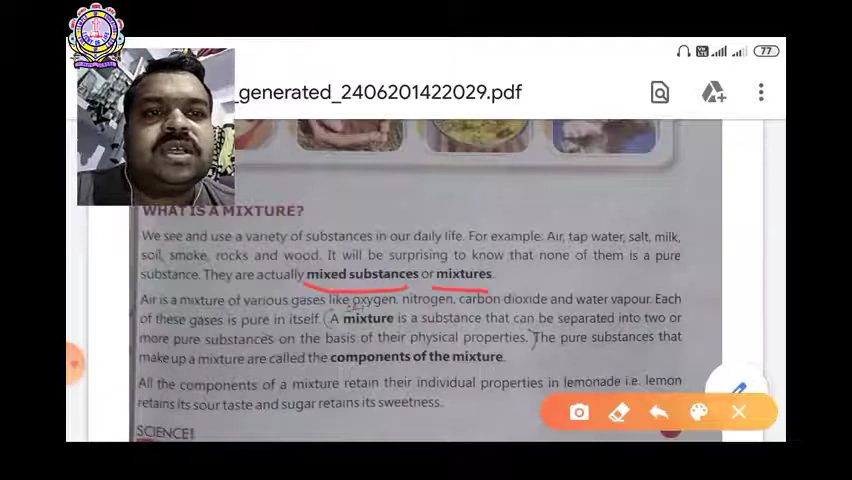 77
_generated_2406201422029.pdf
WHAT IS A MIXTURE?
We see and use a variety of substances in our daily life. For example: Air, tap water, salt, milk,
soil, smoke, rocks and wood. It will be surprising to know that none of them is a pure
substance. They are actually mixed substances or mixtures.
Air is a mixture of various gases like oxygen, nitrogen, carbon dioxide and water vapour. Each
of these gases is pure in itself. (A mixture is a substance that can be separated into two or
more pure substances on the basis of their physical properties.) The pure substances that
make up a mixture are called the components of the mixture.
All the components of a mixture retain their individual properties in lemonade i.e. lemon
retains its sour taste and sugar retains its sweetness.
SCIENCE